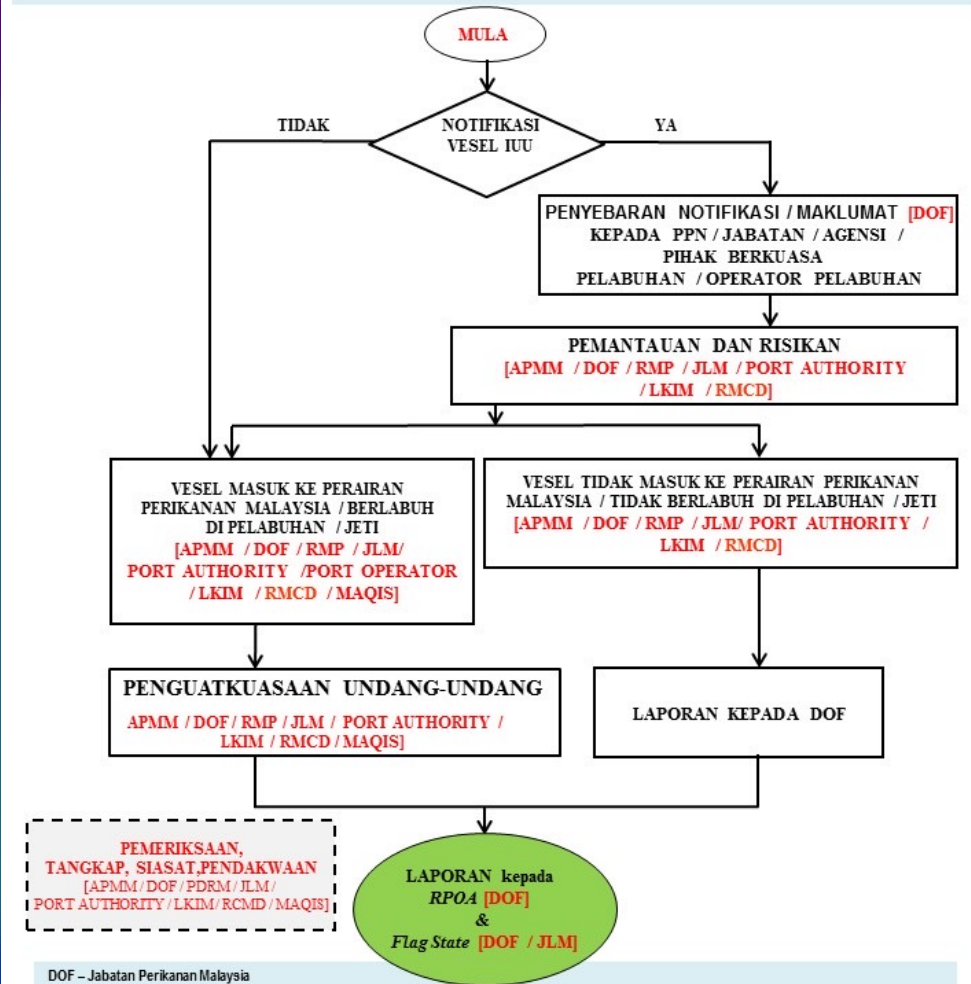 MULA
NOTIFIKASI
VESEL IUU
TIDAK
YA
PENYEBARAN NOTIFIKASI / MAKLUMAT [DOF]
KEPADA PPN / JABATAN / AGENSI /
PIHAK BERKUASA
PELABUHAN / OPERATOR PELABUHAN
PEMANTAUAN DAN RISIKAN
[APMM / DOF / RMP / JLM / PORT AUTHORITY
/ LKIM / RMCD]
VESEL MASUK KE PERAIRAN
PERIKANAN MALAYSIA / BERLABUH
DI PELABUHAN / JETI
[APMM / DOF / RMP / JLM/
PORT AUTHORITY /PORT OPERATOR
/ LKIM / RMCD / MAQIS]
VESEL TIDAK MASUK KE PERAIRAN PERIKANAN
MALAYSIA / TIDAK BERLABUH DI PELABUHAN / JETI
[APMM / DOF / RMP / JLM/ PORT AUTHORITY /
LKIM / RMCD]
PENGUATKUASAAN UNDANG-UNDANG
APMM / DOF/ RMP / JLM / PORT AUTHORITY /
LKIM / RMCD / MAQIS]
LAPORAN KEPADA DOF
PEMERIKSAAN,
TANGKAP, SIASAT,PENDAKWAAN
[APMM / DOF / PDRM / JLM /
PORT AUTHORITY / LKIM/ RCMD / MAQIS]
LAPORAN kepada
RPOA [DOF]
&
Flag State [DOF / JLM]
DOF – Jabatan Perikanan Malaysia